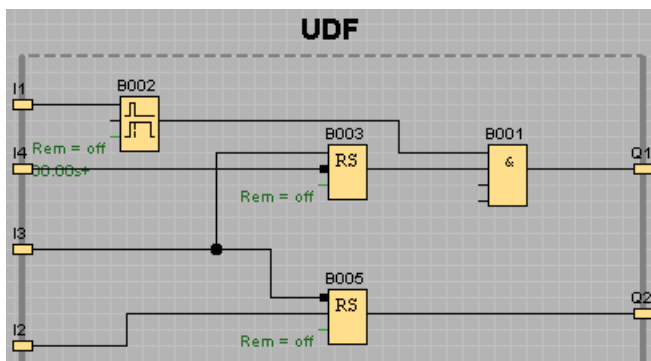 UDF
I1
B002
Rem = off
00.00s+
I4
B003
RS
Rem = off
B001
&
Q1
I3
B005
RS
Rem = off
Q2
I2